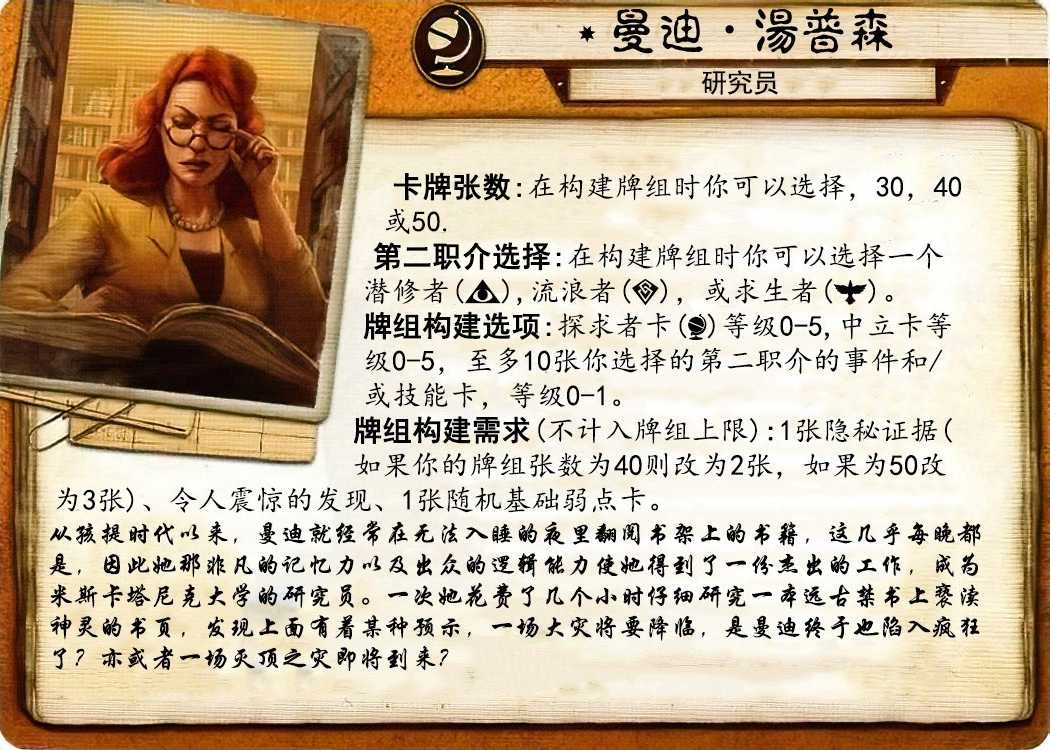 曼迪·湯普森
研究员
卡牌张数:在构建牌组时你可以选择，30，40
或50.
第二职介选择:在构建牌组时你可以选择一个
潜修者(),流浪者()，或求生者()。
牌组构建选项:探求者卡()等级0-5,中立卡等
级0-5，至多10张你选择的第二职介的事件和/
或技能卡，等级0-1。
牌组构建需求(不计入牌组上限):1张隐秘证据(
如果你的牌组张数为40则改为2张，如果为50改
为3张)、令人震惊的发现、1张随机基础弱点卡。
从孩提时代以来，曼迪就经常在无法入睡的夜里翻阅书架上的书籍，这几乎每晚都
是，因此她那非凡的记忆力以及出众的逻辑能力使她得到了一份杰出的工作，成为
米斯卡塔尼克大学的研究员。一次她花费了几个小时仔细研究一本远古禁书上亵渎
神灵的书页，发现上面有着某种预示，一场大灾将要降临，是曼迪终于也陷入疯狂
了？亦或者一场灭顶之灾即将到来？